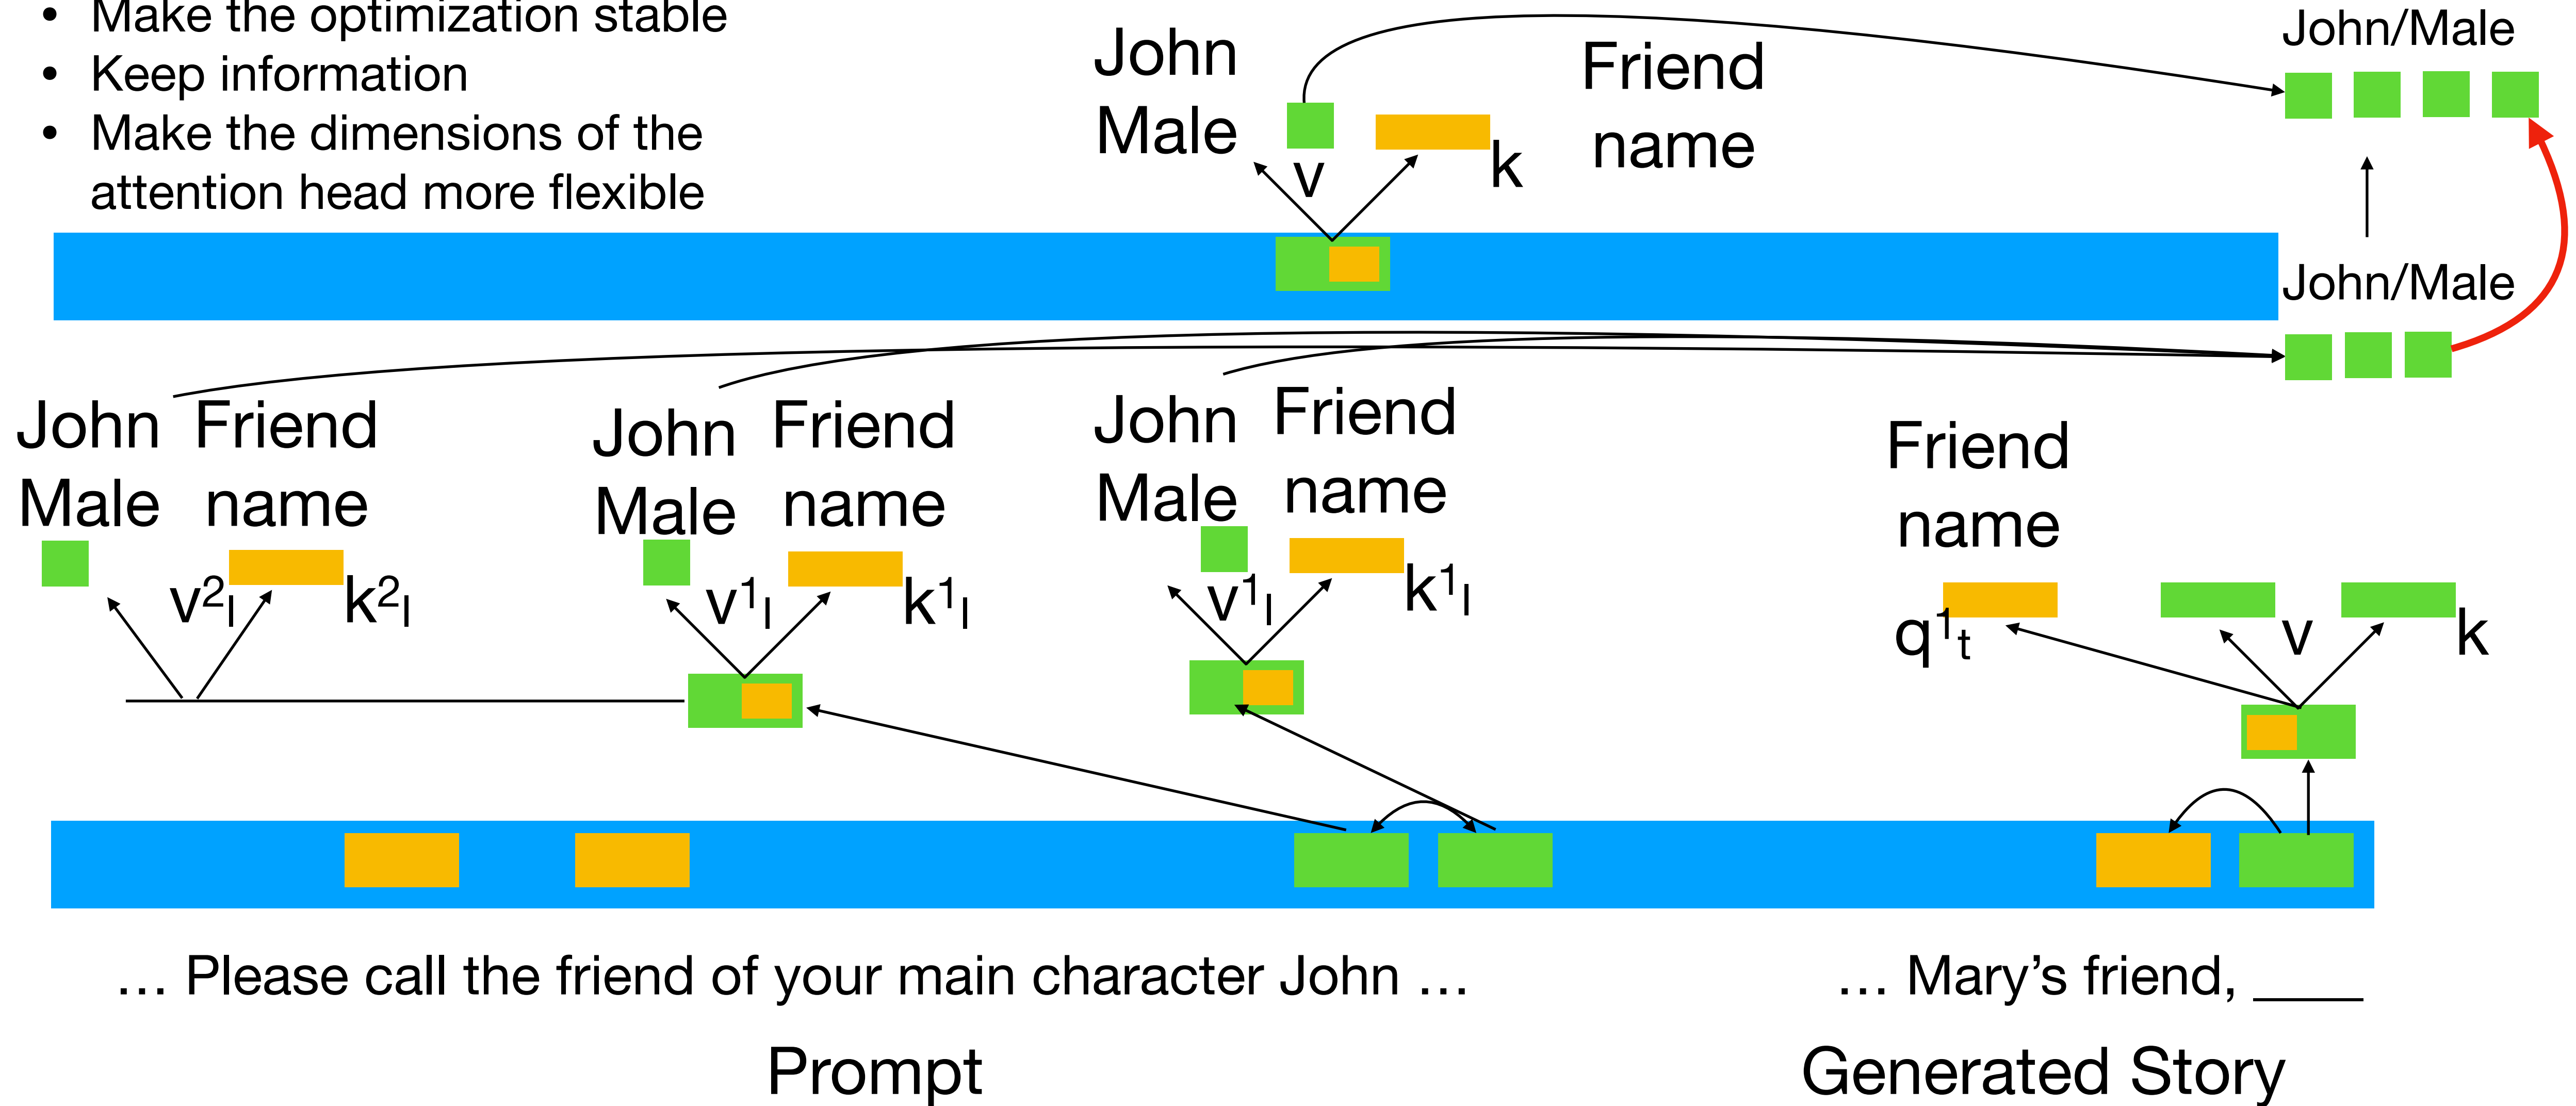 • Make the optimization stable
• Keep information
• Make the dimensions of the
attention head more flexible
John
Male
v
k
Friend
name
John/Male
John/Male
John
Male
Friend
name
v²ₗ
k²ₗ
John
Male
Friend
name
v¹ₗ
k¹ₗ
John
Male
Friend
name
v¹ₗ
k¹ₗ
Friend
name
q¹ₜ
v
k
… Please call the friend of your main character John …
… Mary’s friend, ____
Prompt
Generated Story